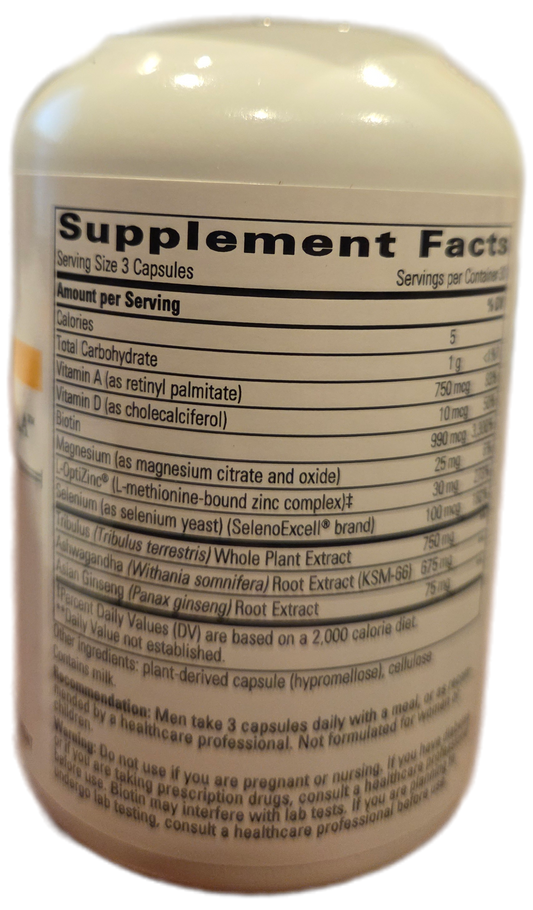 Supplement Facts
Serving Size 3 Capsules Servings per Container
Amount per Serving % DV
Calories 5
Total Carbohydrate 1 g
Vitamin A (as retinyl palmitate) 750 mcg
Vitamin D (as cholecalciferol) 10 mcg
Biotin 990 mcg
Magnesium (as magnesium citrate and oxide) 25 mg
L-OptiZinc® (L-methionine-bound zinc complex)‡ 30 mg
Selenium (as selenium yeast) (SelenoExcell® brand) 100 mcg
Tribulus (Tribulus terrestris) Whole Plant Extract 750 mg **
Ashwagandha (Withania somnifera) Root Extract (KSM-66) 675 mg **
Asian Ginseng (Panax ginseng) Root Extract 75 mg **
†Percent Daily Values (DV) are based on a 2,000 calorie diet.
**Daily Value not established.
Other ingredients: plant-derived capsule (hypromellose), cellulose
Contains milk.
Recommendation: Men take 3 capsules daily with a meal, or as recom-
mended by a healthcare professional. Not formulated for women or
children.
Warning: Do not use if you are pregnant or nursing. If you have
or if you are taking prescription drugs, consult a healthcare professional
before use. Biotin may interfere with lab tests. If you are planning to
undergo lab testing, consult a healthcare professional before use.